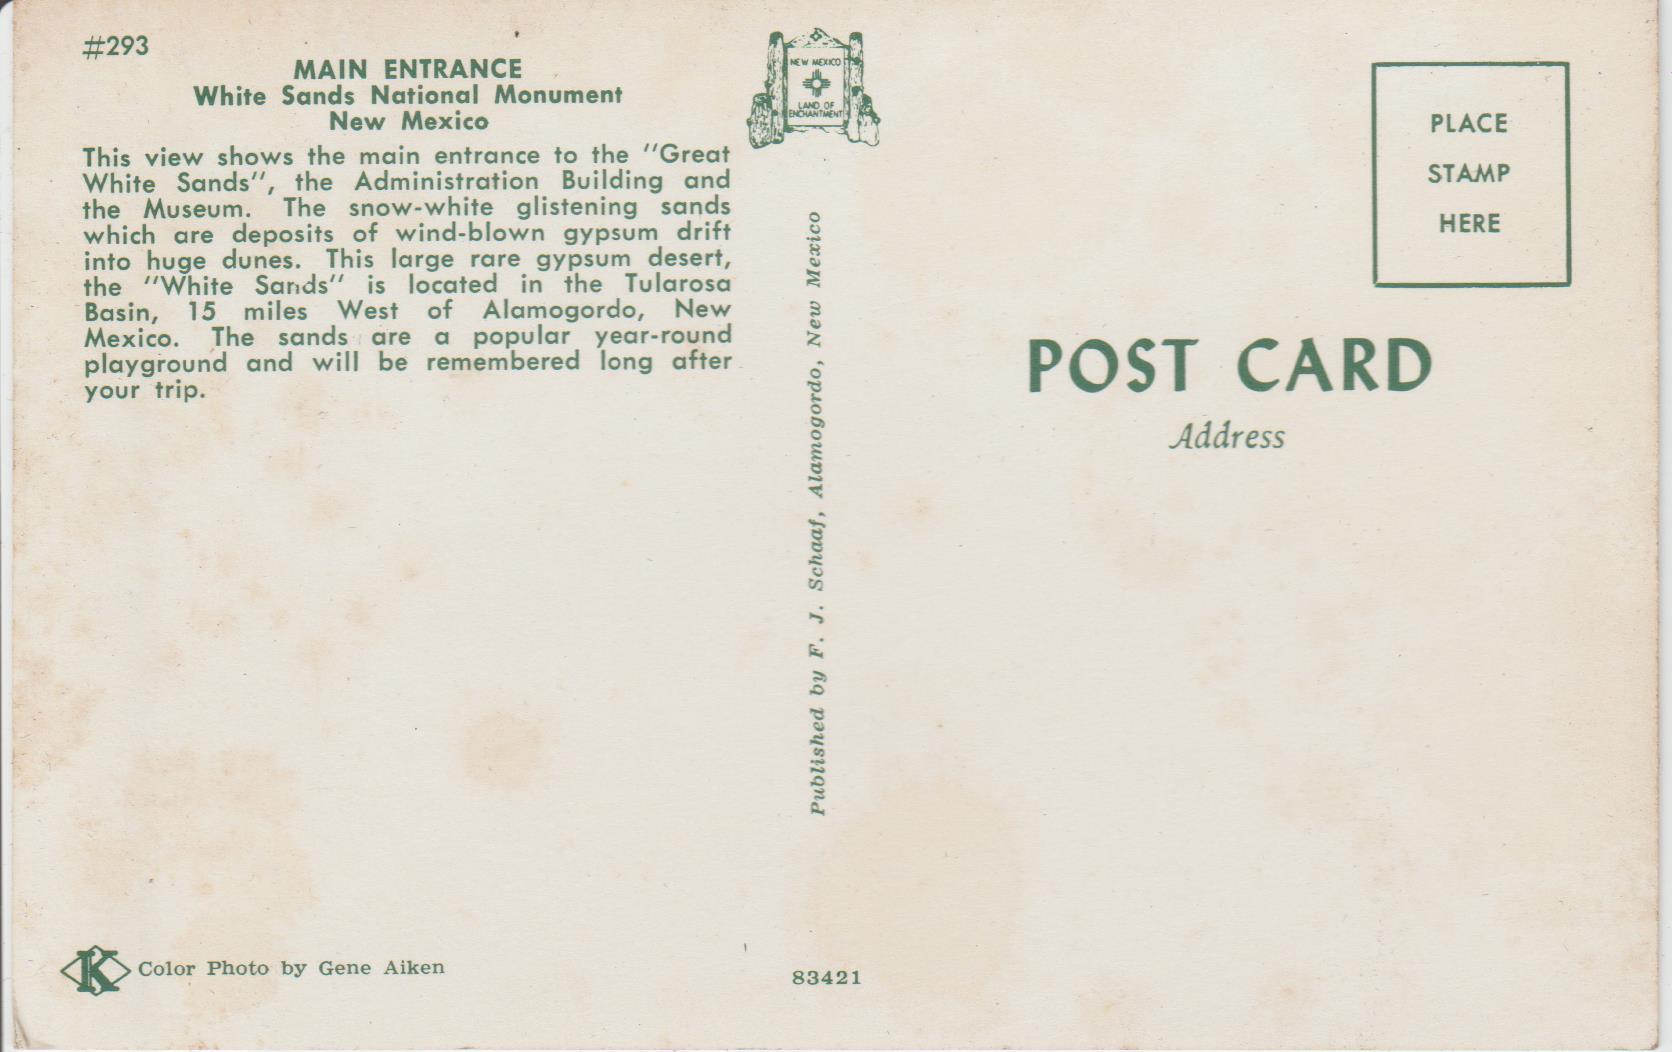 #293
MAIN ENTRANCE
White Sands National Monument
New Mexico
This view shows the main entrance to the "Great
White Sands", the Administration Building and
the Museum. The snow-white glistening sands
which are deposits of wind-blown gypsum drift
into huge dunes. This large rare gypsum desert,
the "White Sands" is located in the Tularosa
Basin, 15 miles West of Alamogordo, New
Mexico. The sands are a popular year-round
playground and will be remembered long after
your trip.
K
Color Photo by Gene Aiken
NEW MEXICO
LAND OF
ENCHANTMENT
Published by F. J. Schaaf, Alamogordo, New Mexico
83421
PLACE
STAMP
HERE
POST CARD
Address